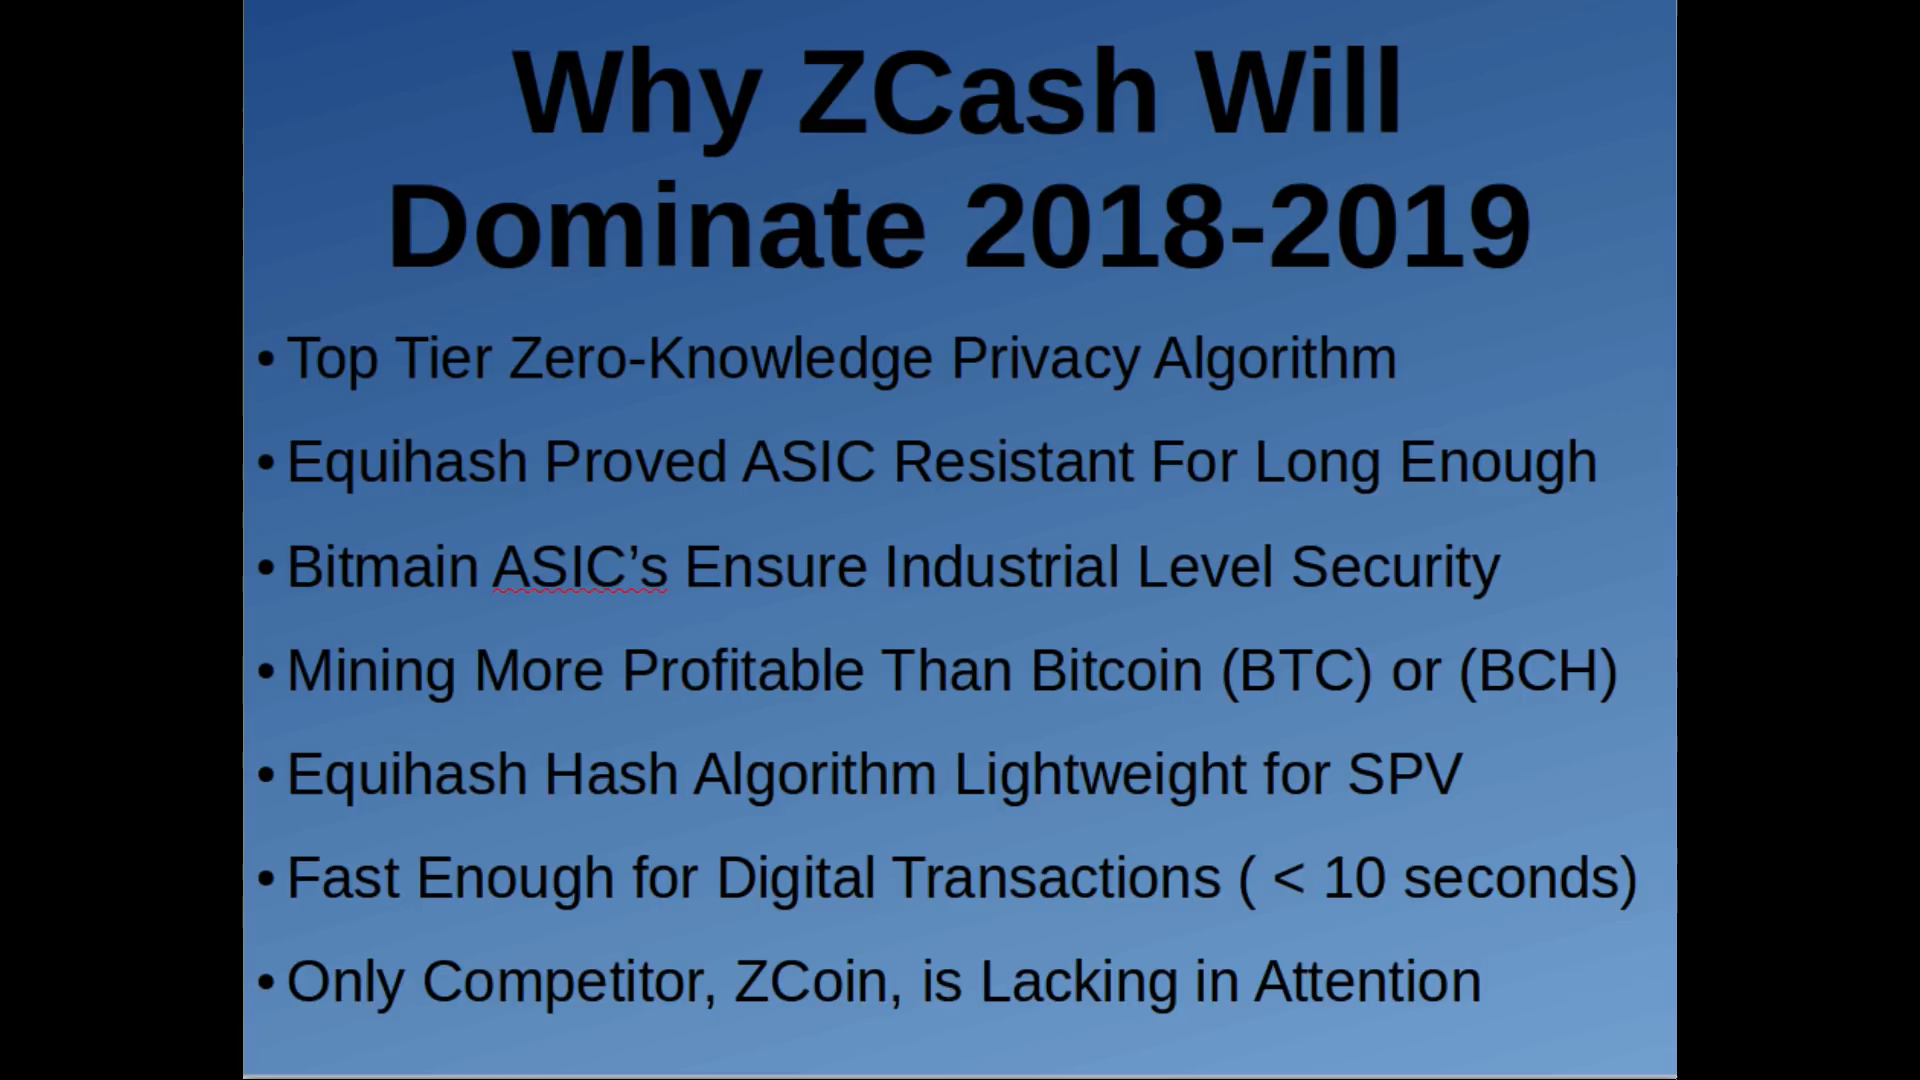 Why ZCash Will
Dominate 2018-2019
• Top Tier Zero-Knowledge Privacy Algorithm
• Equihash Proved ASIC Resistant For Long Enough
• Bitmain ASIC’s Ensure Industrial Level Security
• Mining More Profitable Than Bitcoin (BTC) or (BCH)
• Equihash Hash Algorithm Lightweight for SPV
• Fast Enough for Digital Transactions ( < 10 seconds)
• Only Competitor, ZCoin, is Lacking in Attention